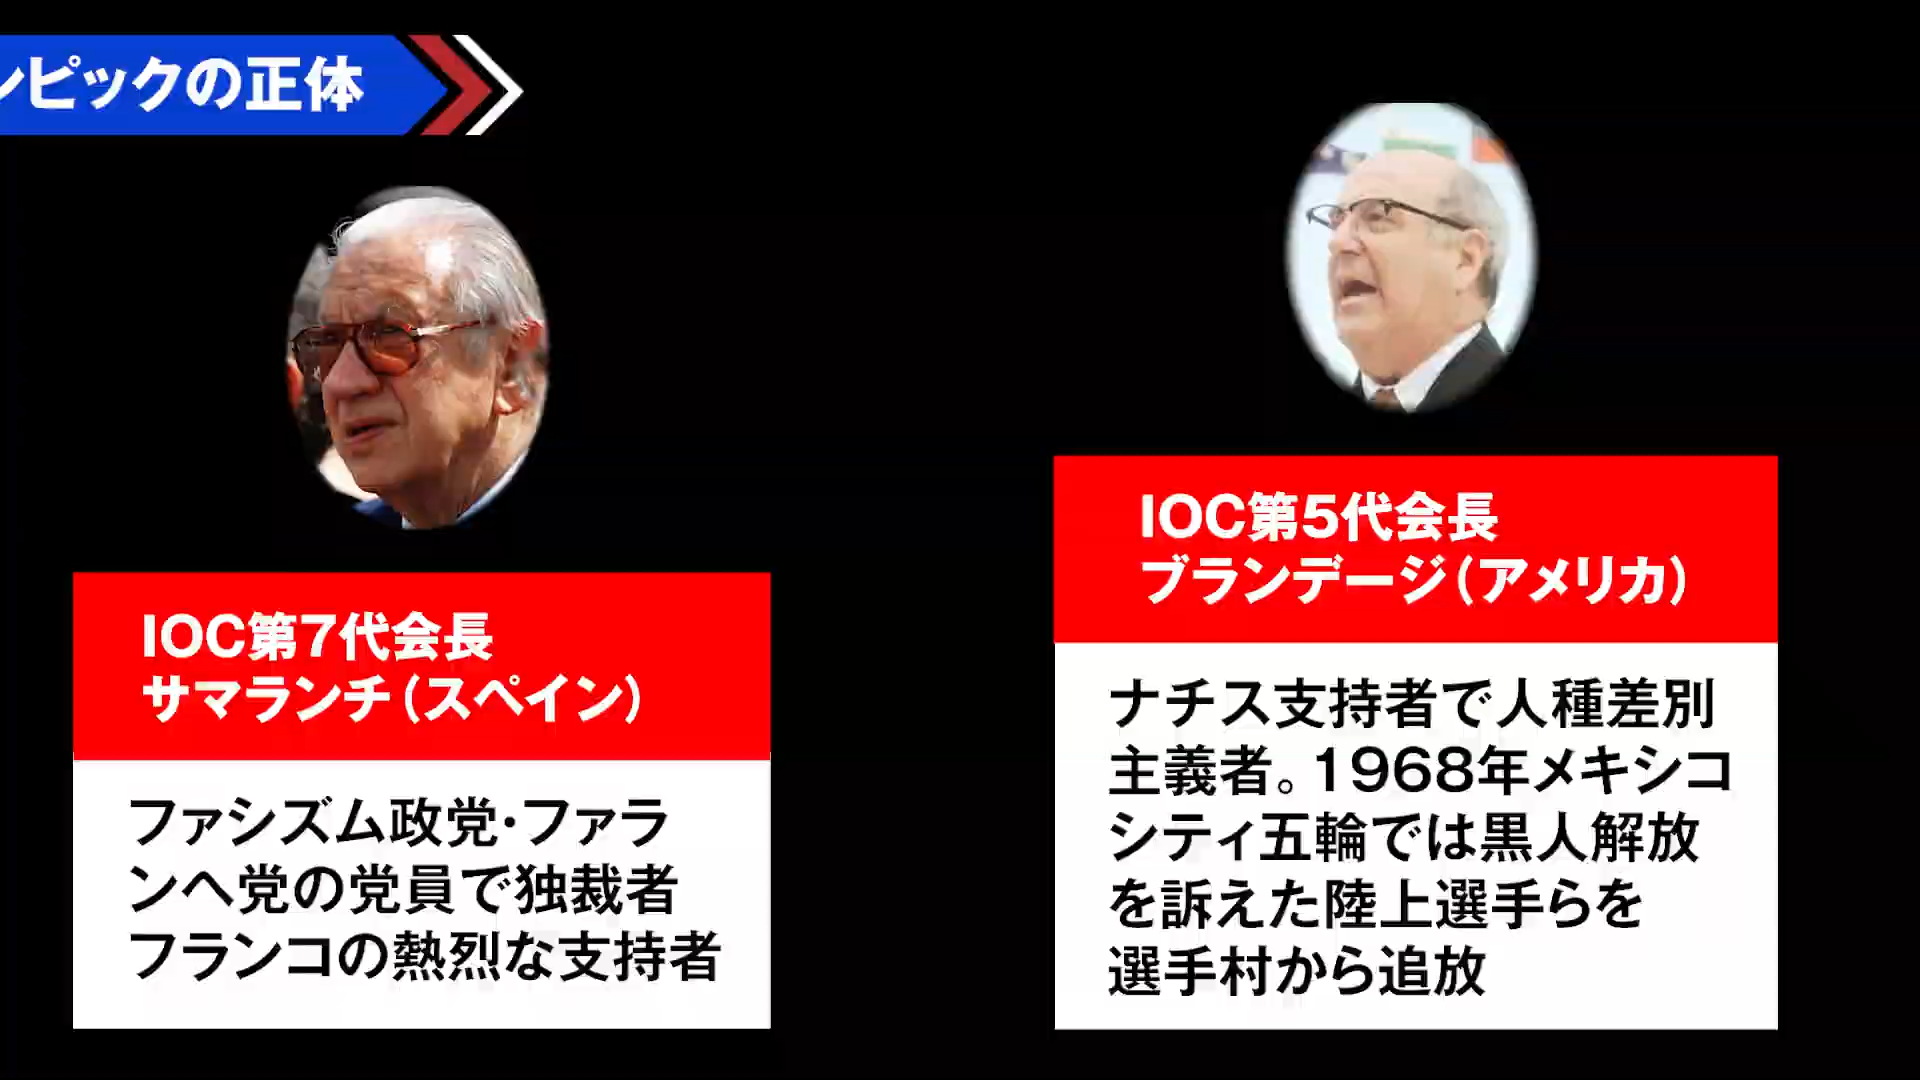 ンピックの正体
IOC第7代会長
サマランチ(スペイン)
ファシズム政党・ファラ
ンヘ党の党員で独裁者
フランコの熱烈な支持者
IOC第5代会長
ブランデージ(アメリカ)
ナチス支持者で人種差別
主義者。1968年メキシコ
シティ五輪では黒人解放
を訴えた陸上選手らを
選手村から追放